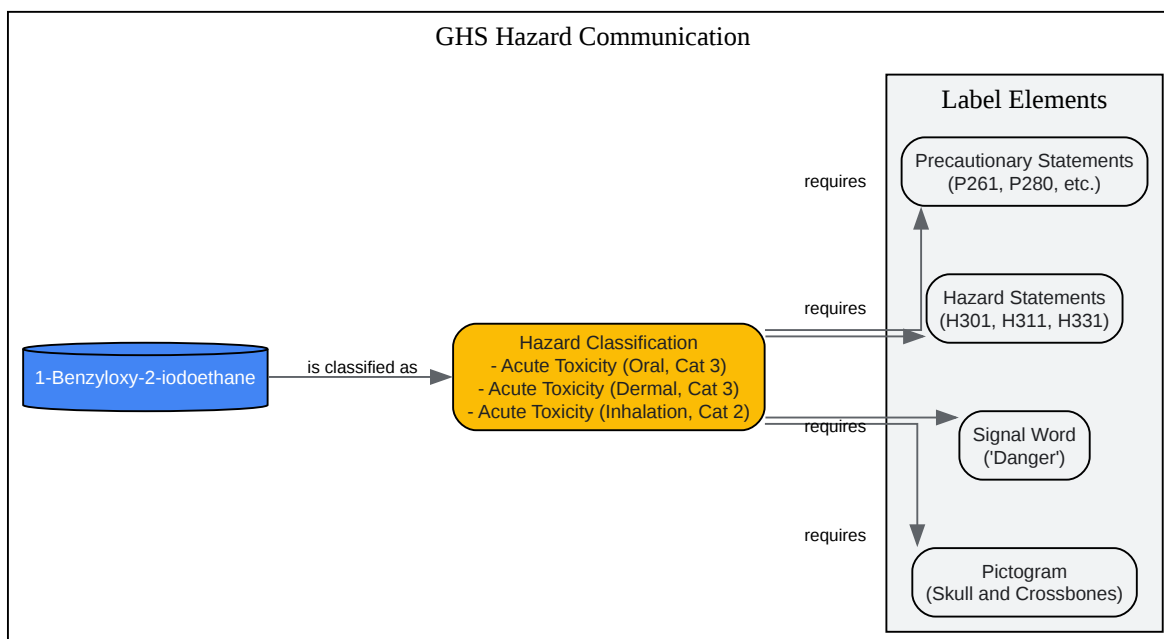 GHS Hazard Communication
Label Elements
Precautionary Statements
(P261, P280, etc.)
requires
Hazard Statements
(H301, H311, H331)
requires
1-Benzyloxy-2-iodoethane
is classified as
Hazard Classification
- Acute Toxicity (Oral, Cat 3)
- Acute Toxicity (Dermal, Cat 3)
- Acute Toxicity (Inhalation, Cat 2)
requires
Signal Word
('Danger')
requires
Pictogram
(Skull and Crossbones)